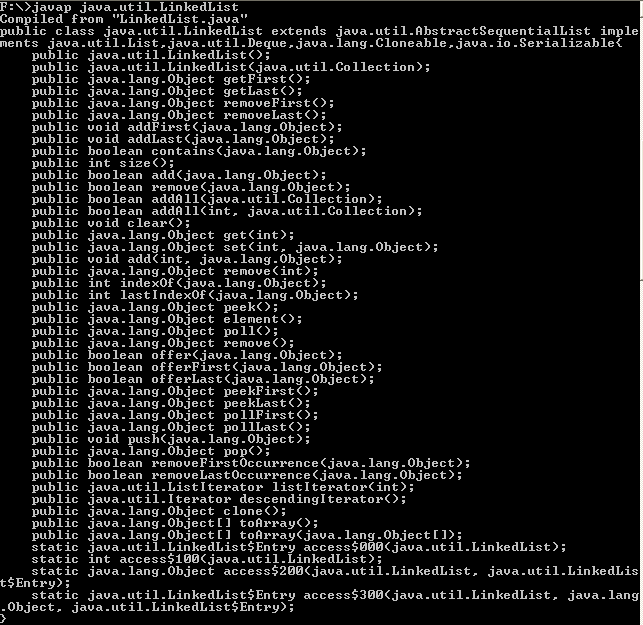 F:\>javap java.util.LinkedList
Compiled from "LinkedList.java"
public class java.util.LinkedList extends java.util.AbstractSequentialList imple
ments java.util.List,java.util.Deque,java.lang.Cloneable,java.io.Serializable{
    public java.util.LinkedList();
    public java.util.LinkedList(java.util.Collection);
    public java.lang.Object getFirst();
    public java.lang.Object getLast();
    public java.lang.Object removeFirst();
    public java.lang.Object removeLast();
    public void addFirst(java.lang.Object);
    public void addLast(java.lang.Object);
    public boolean contains(java.lang.Object);
    public int size();
    public boolean add(java.lang.Object);
    public boolean remove(java.lang.Object);
    public boolean addAll(java.util.Collection);
    public boolean addAll(int, java.util.Collection);
    public void clear();
    public java.lang.Object get(int);
    public java.lang.Object set(int, java.lang.Object);
    public void add(int, java.lang.Object);
    public java.lang.Object remove(int);
    public int indexOf(java.lang.Object);
    public int lastIndexOf(java.lang.Object);
    public java.lang.Object peek();
    public java.lang.Object element();
    public java.lang.Object poll();
    public java.lang.Object remove();
    public boolean offer(java.lang.Object);
    public boolean offerFirst(java.lang.Object);
    public boolean offerLast(java.lang.Object);
    public java.lang.Object peekFirst();
    public java.lang.Object peekLast();
    public java.lang.Object pollFirst();
    public java.lang.Object pollLast();
    public void push(java.lang.Object);
    public java.lang.Object pop();
    public boolean removeFirstOccurrence(java.lang.Object);
    public boolean removeLastOccurrence(java.lang.Object);
    public java.util.ListIterator listIterator(int);
    public java.util.Iterator descendingIterator();
    public java.lang.Object clone();
    public java.lang.Object[] toArray();
    public java.lang.Object[] toArray(java.lang.Object[]);
    static java.util.LinkedList$Entry access$000(java.util.LinkedList);
    static int access$100(java.util.LinkedList);
    static java.lang.Object access$200(java.util.LinkedList, java.util.LinkedLis
t$Entry);
    static java.util.LinkedList$Entry access$300(java.util.LinkedList, java.lang
.Object, java.util.LinkedList$Entry);
}